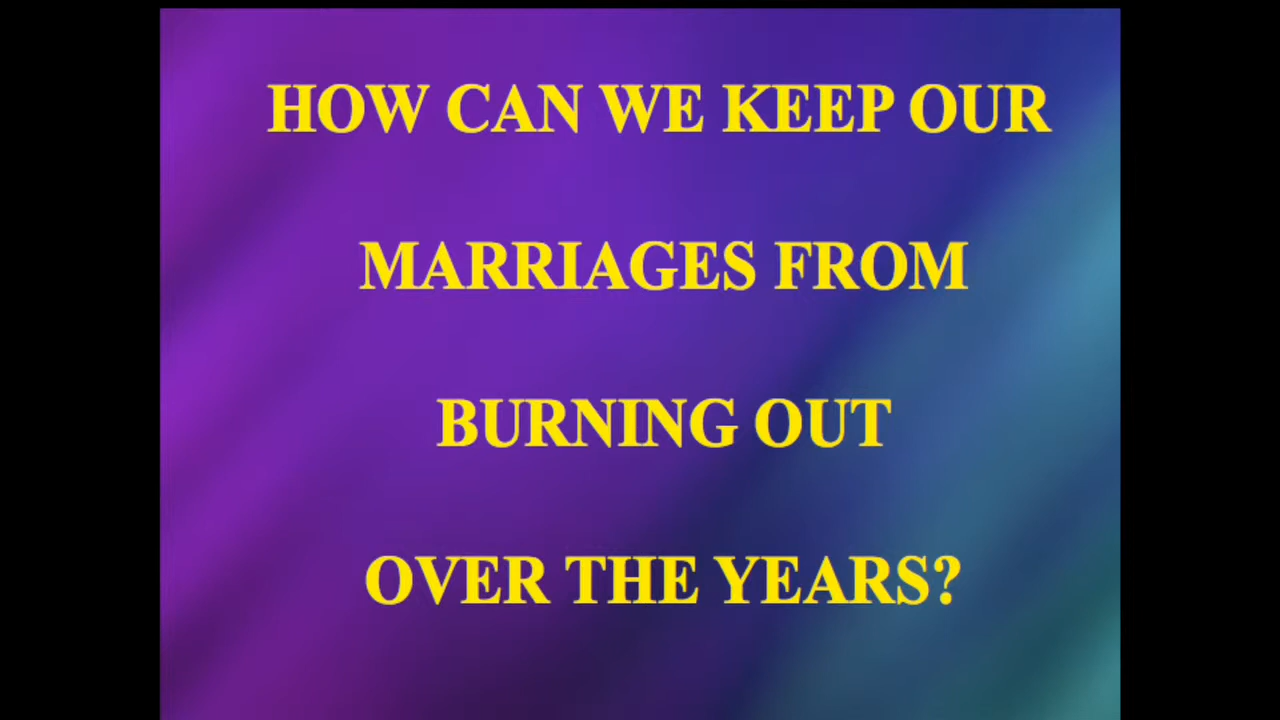 HOW CAN WE KEEP OUR
MARRIAGES FROM
BURNING OUT
OVER THE YEARS?